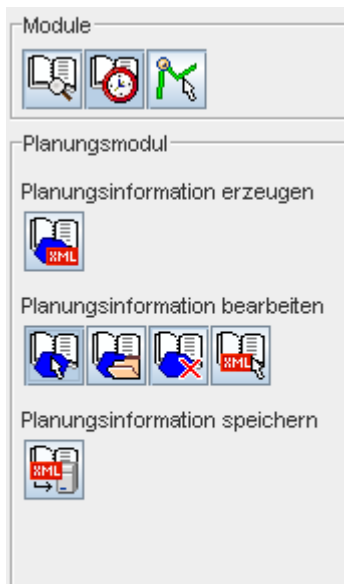 Module
Planungsmodul
Planungsinformation erzeugen
XML
Planungsinformation bearbeiten
XML
Planungsinformation speichern
XML